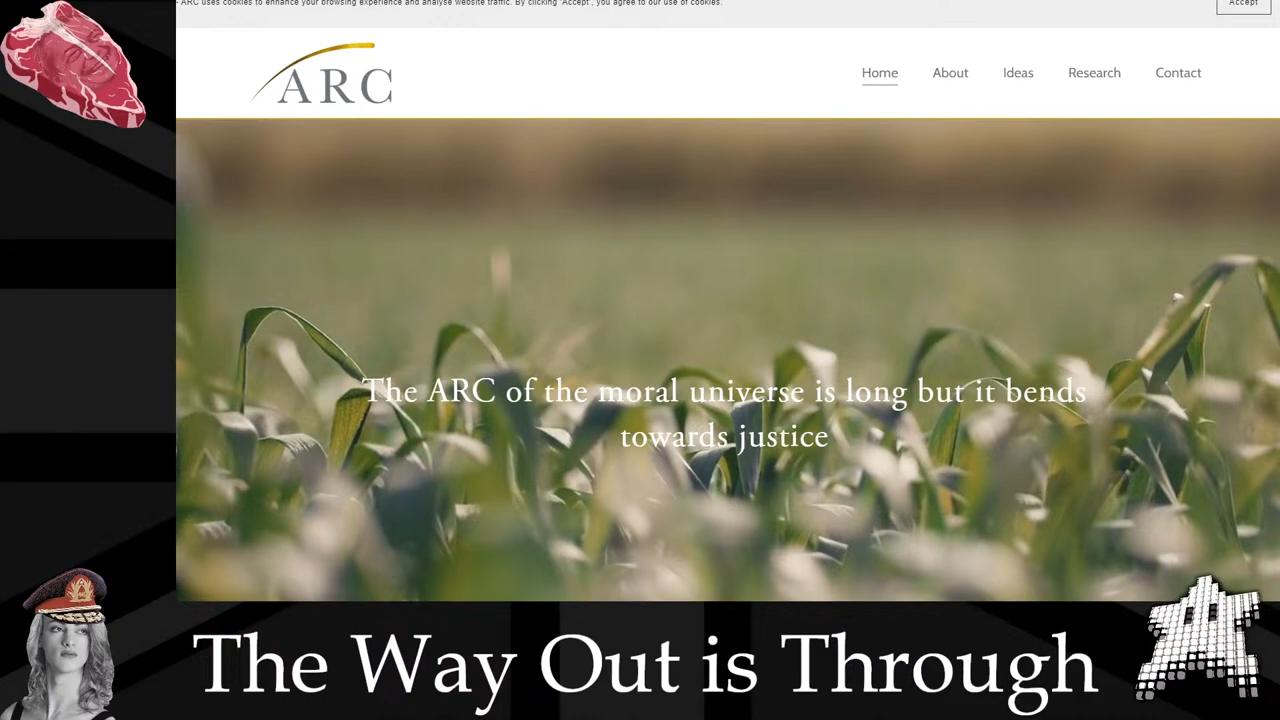 - ARC uses cookies to enhance your browsing experience and analyse website traffic. By clicking "Accept", you agree to our use of cookies.
Accept
ARC
Home About Ideas Research Contact
The ARC of the moral universe is long but it bends
towards justice
The Way Out is Through